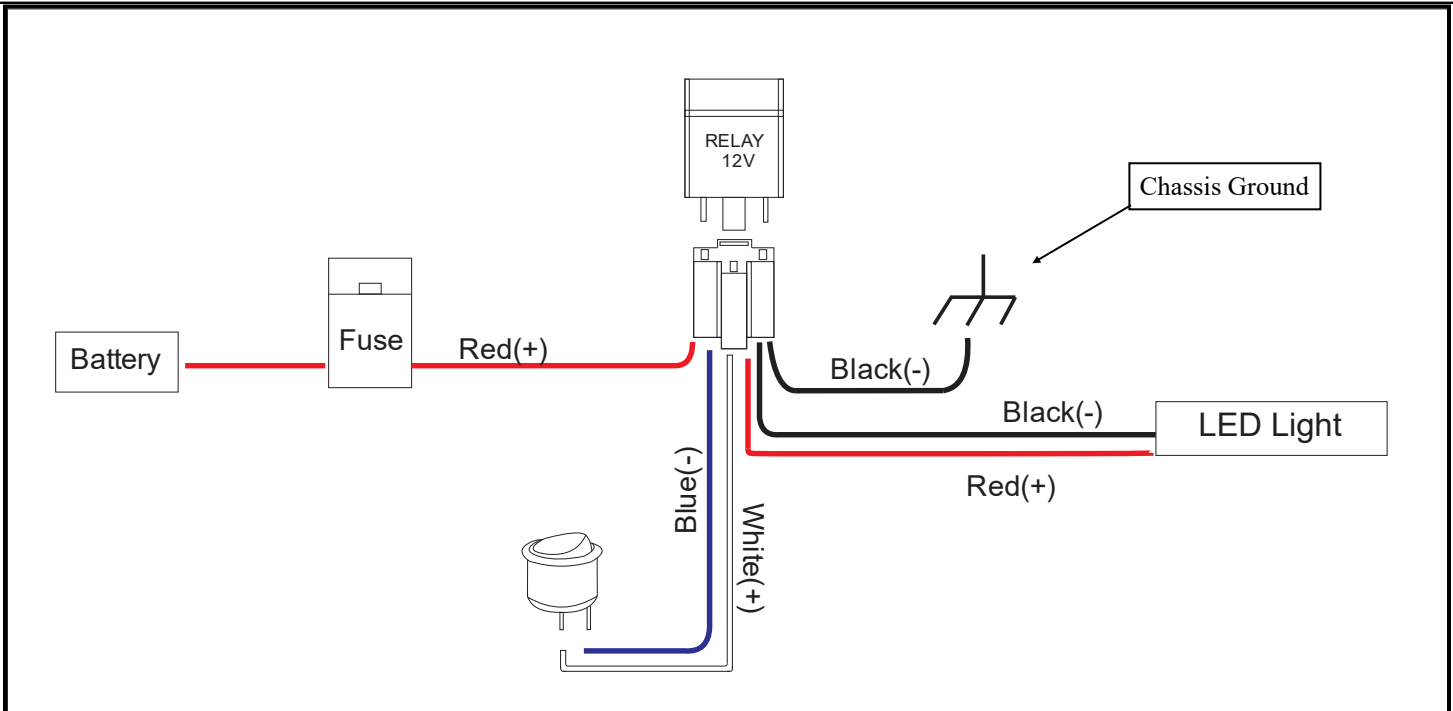 RELAY
12V
Chassis Ground
Fuse
Battery
Red(+)
Black(-)
Black(-)
LED Light
Red(+)
Blue(-)
White(+)